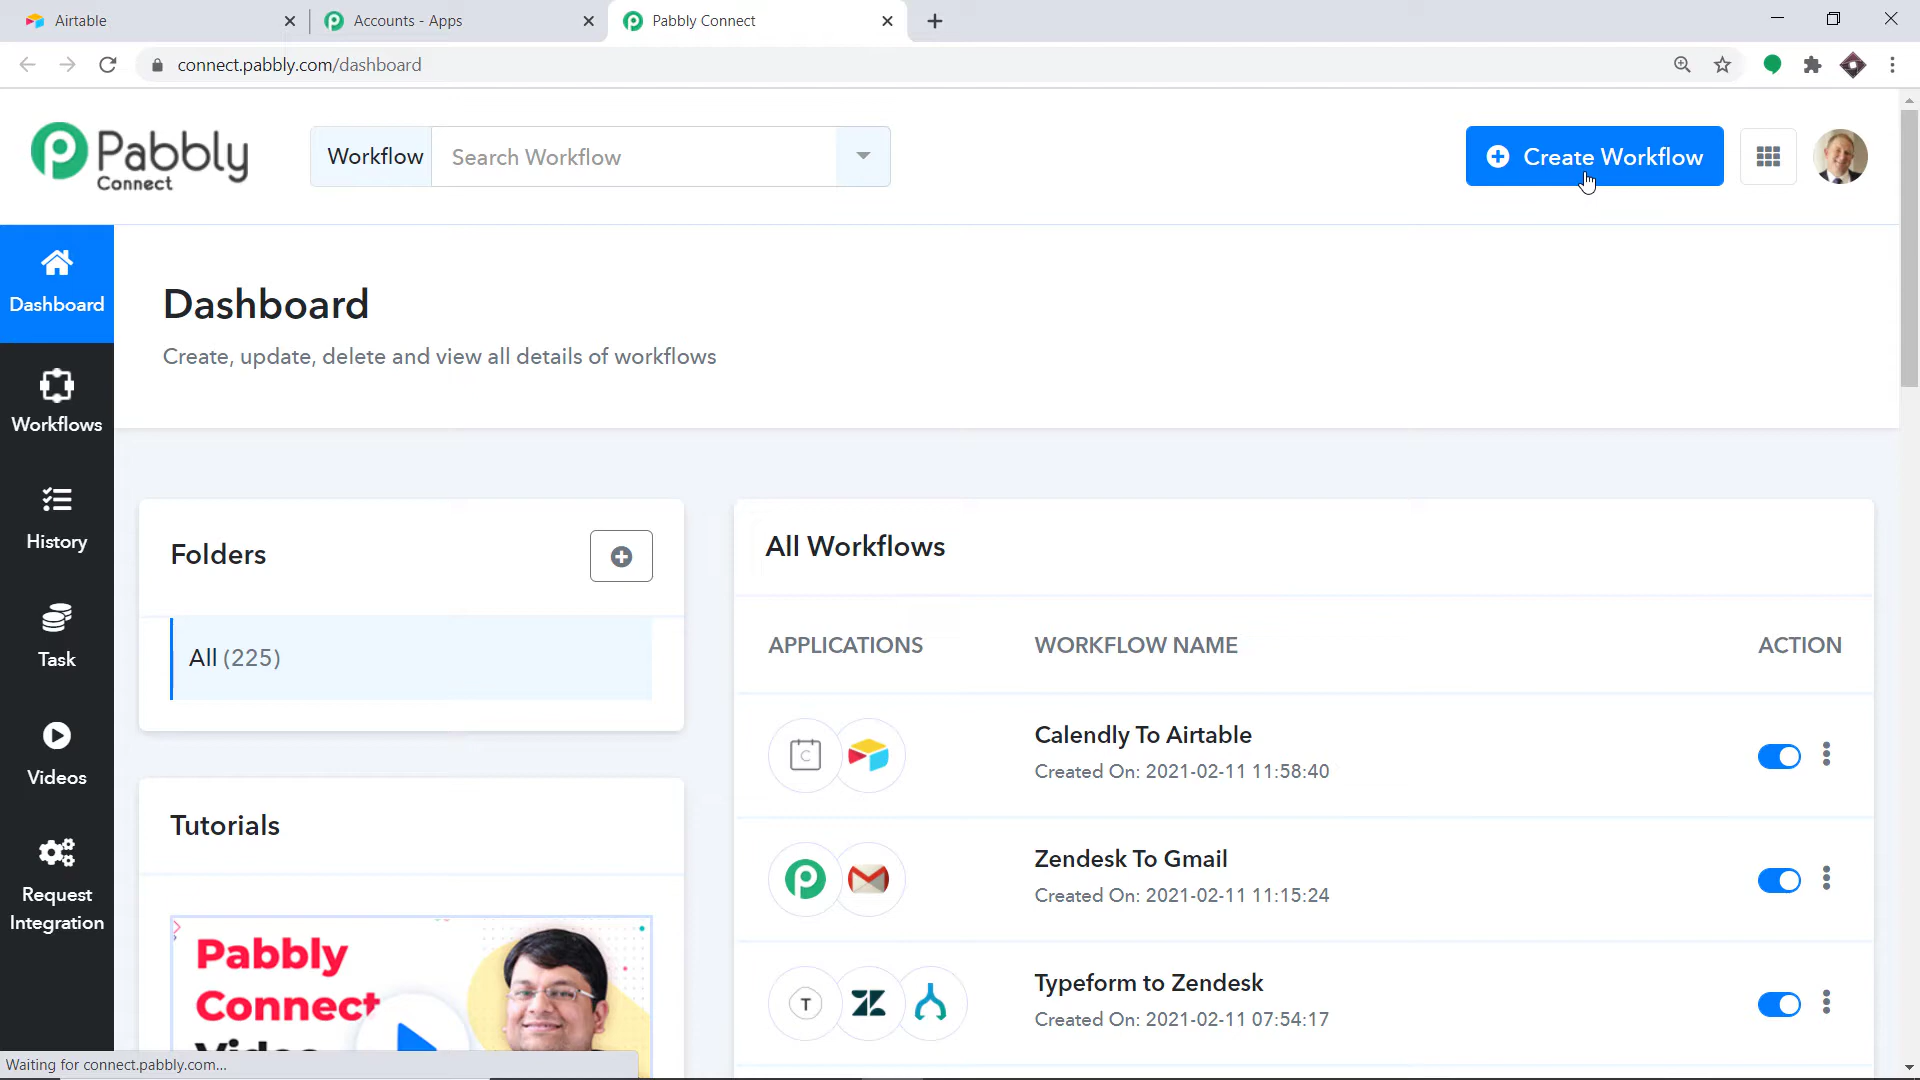 Airtable
Accounts - Apps
Pabbly Connect
connect.pabbly.com/dashboard
Pabbly
Connect
Workflow
Search Workflow
Create Workflow
Dashboard
Workflows
History
Task
Videos
Request
Integration
Dashboard
Create, update, delete and view all details of workflows
Folders
All (225)
Tutorials
Pabbly
Connect
All Workflows
APPLICATIONS
WORKFLOW NAME
ACTION
C
Calendly To Airtable
Created On: 2021-02-11 11:58:40
Zendesk To Gmail
Created On: 2021-02-11 11:15:24
T
Typeform to Zendesk
Created On: 2021-02-11 07:54:17
Waiting for connect.pabbly.com...